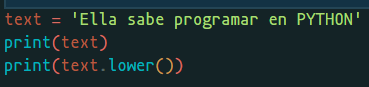 text = 'Ella sabe programar en PYTHON'
print(text)
print(text.lower())